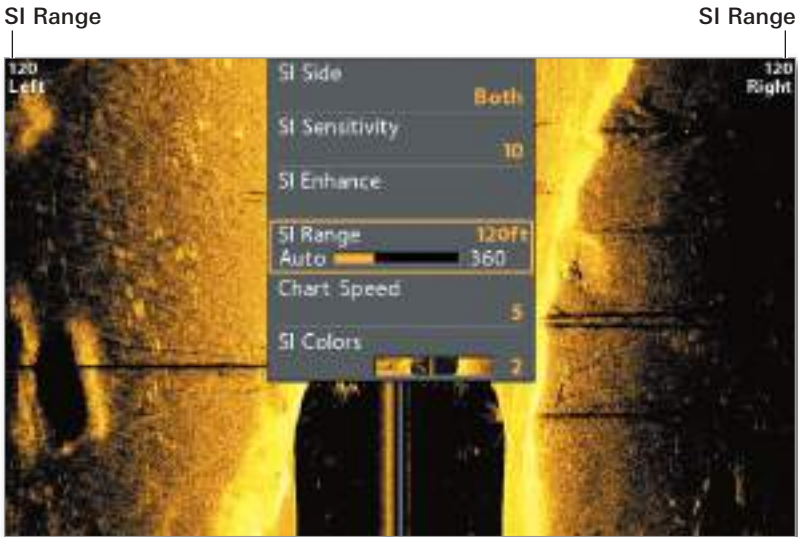 SI Range
SI Range
120
Left
120
Right
SI Side
Both
SI Sensitivity
10
SI Enhance
SI Range 120ft
Auto 360
Chart Speed
5
SI Colors
2